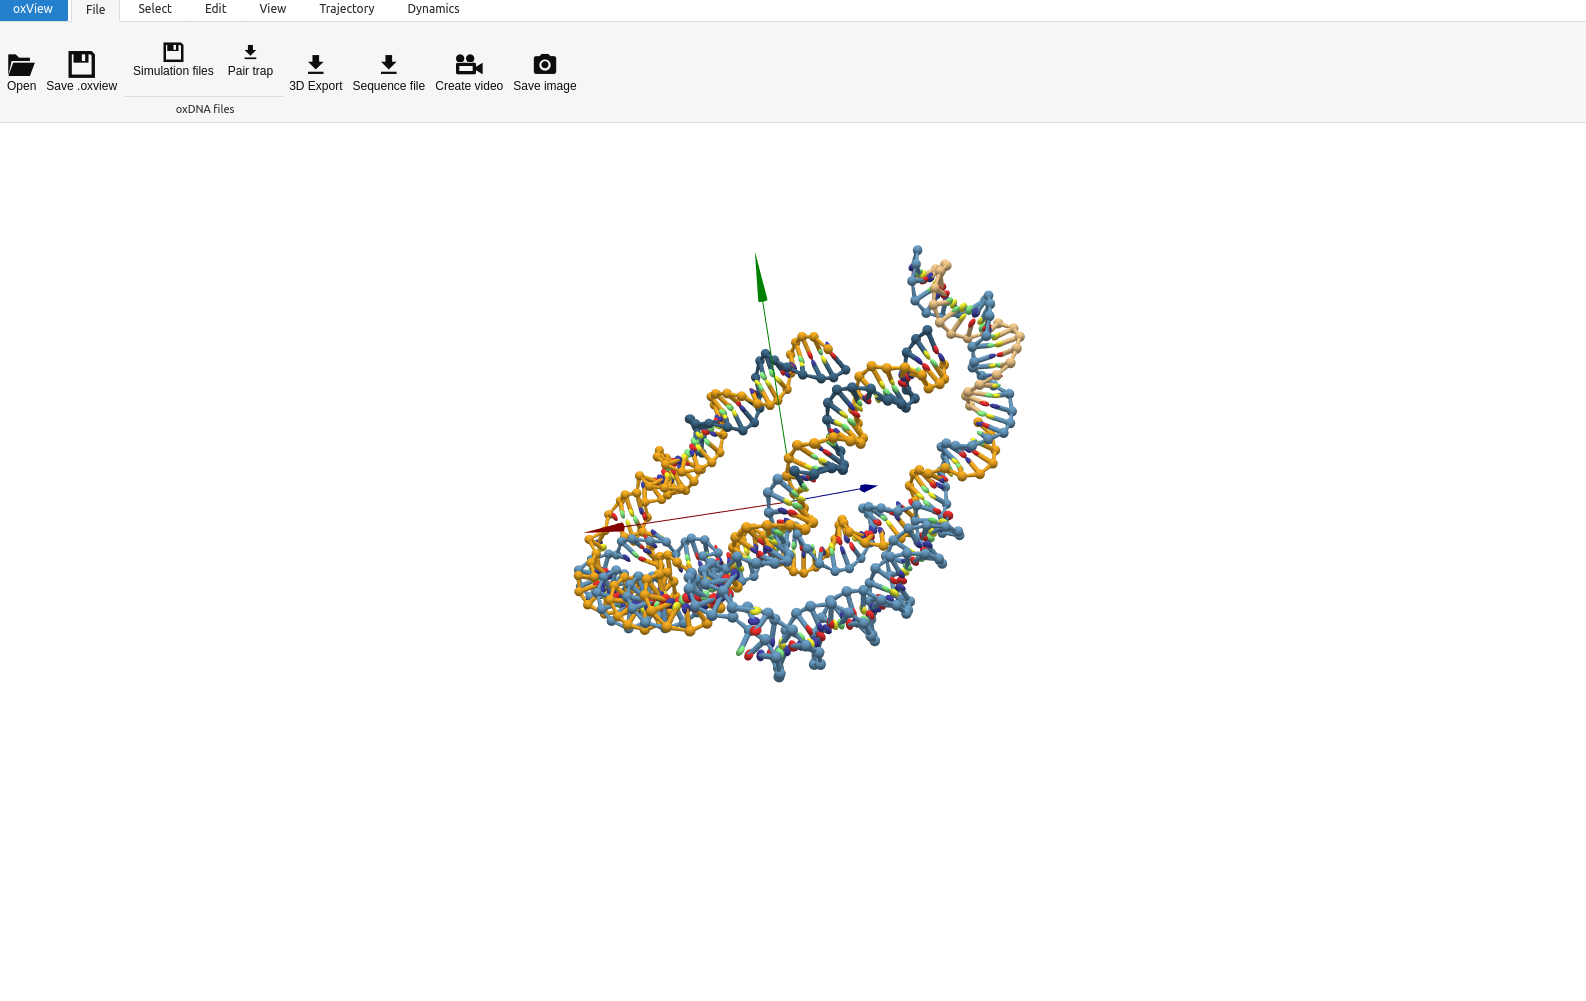 oxView File Select Edit View Trajectory Dynamics
Open Save .oxview Simulation files Pair trap 3D Export Sequence file Create video Save image
oxDNA files